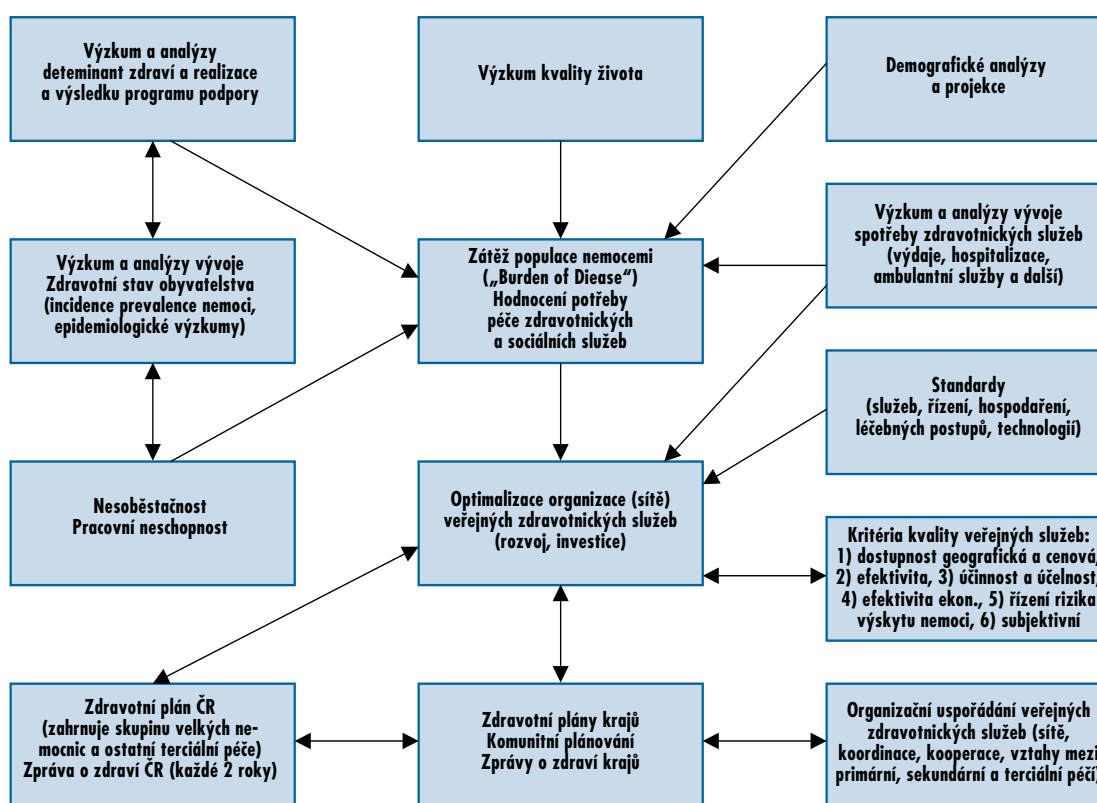 Výzkum a analýzy
deteminant zdraví a realizace
a výsledku programu podpory
Výzkum kvality života
Demografické analýzy
a projekce
Výzkum a analýzy vývoje
Zdravotní stav obyvatelstva
(incidence prevalence nemoci,
epidemiologické výzkumy)
Zátěž populace nemocemi
(„Burden of Diease“)
Hodnocení potřeby
péče zdravotnických
a sociálních služeb
Výzkum a analýzy vývoje
spotřeby zdravotnických služeb
(výdaje, hospitalizace,
ambulantní služby a další)
Standardy
(služeb, řízení, hospodaření,
léčebných postupů, technologií)
Nesoběstačnost
Pracovní neschopnost
Optimalizace organizace (sítě)
veřejných zdravotnických služeb
(rozvoj, investice)
Kritéria kvality veřejných služeb:
1) dostupnost geografická a cenová,
2) efektivita, 3) účinnost a účelnost,
4) efektivita ekon., 5) řízení rizika
výskytu nemoci, 6) subjektivní
Zdravotní plán ČR
(zahrnuje skupinu velkých ne-
mocnic a ostatní terciální péče)
Zpráva o zdraví ČR (každé 2 roky)
Zdravotní plány krajů
Komunitní plánování
Zprávy o zdraví krajů
Organizační uspořádání veřejných
zdravotnických služeb (sítě,
koordinace, kooperace, vztahy mezi
primární, sekundární a terciální péčí)